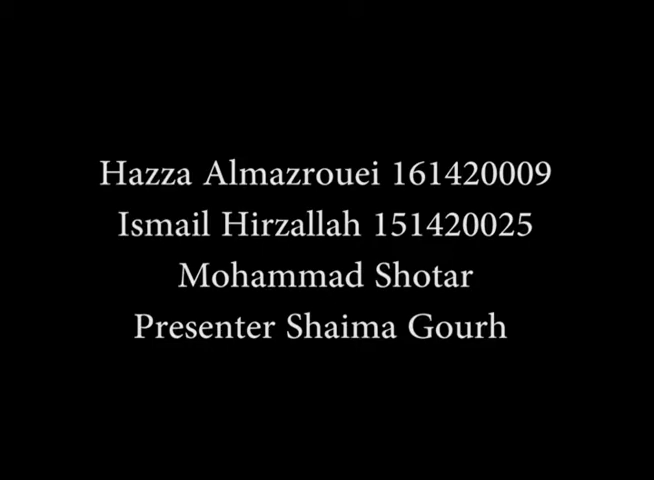 Hazza Almazrouei 161420009
Ismail Hirzallah 151420025
Mohammad Shotar
Presenter Shaima Gourh